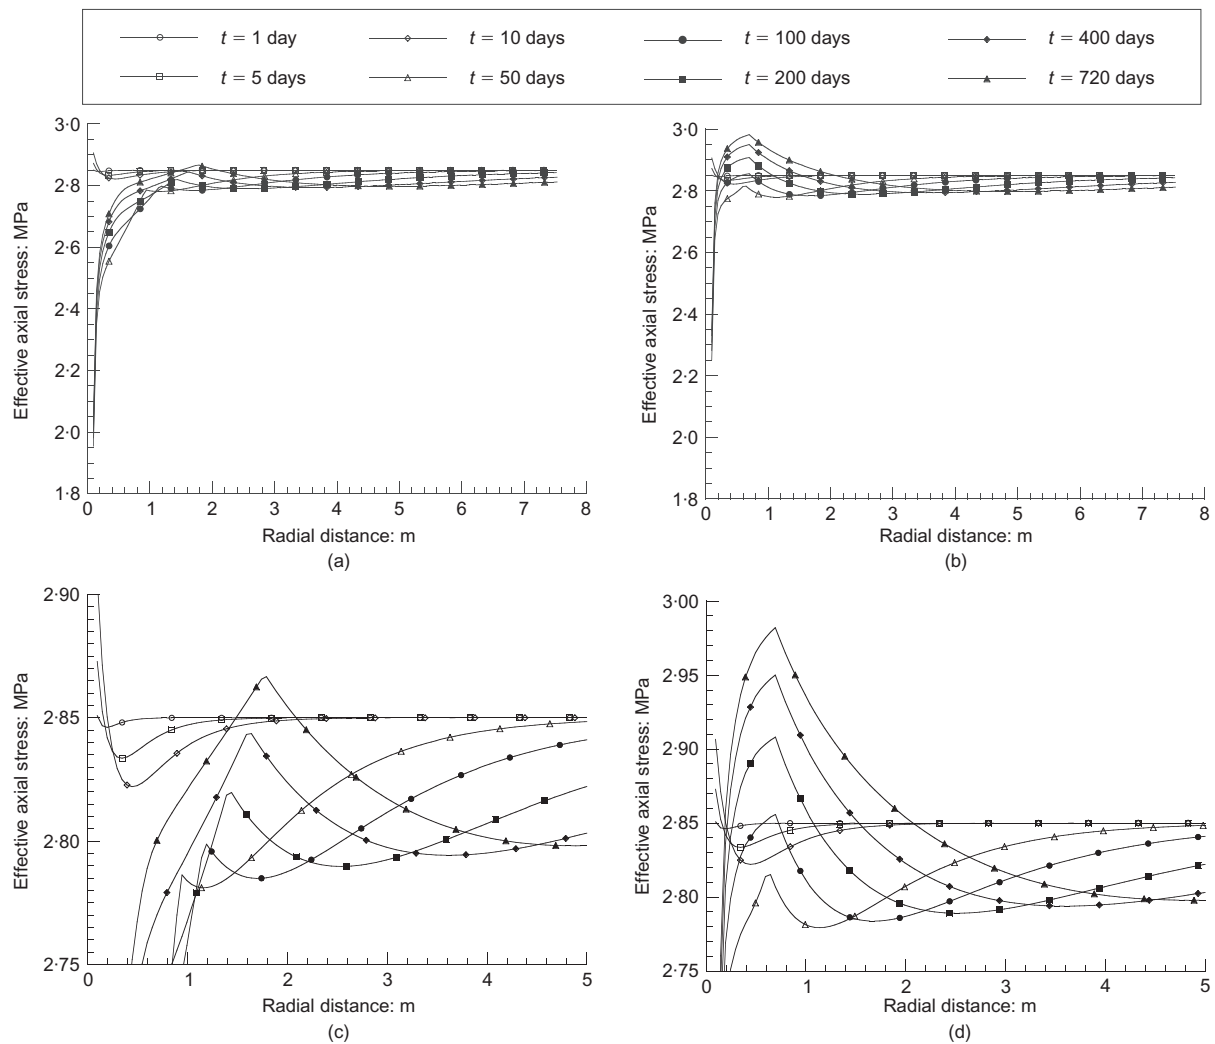 t = 1 day
t = 10 days
t = 100 days
t = 400 days
t = 5 days
t = 50 days
t = 200 days
t = 720 days
3·0
2·8
2·6
2·4
2·2
2·0
1·8
Effective axial stress: MPa
0 1 2 3 4 5 6 7 8
Radial distance: m
(a)
3·0
2·8
2·6
2·4
2·2
2·0
1·8
Effective axial stress: MPa
0 1 2 3 4 5 6 7 8
Radial distance: m
(b)
2·90
2·85
2·80
2·75
Effective axial stress: MPa
0 1 2 3 4 5
Radial distance: m
(c)
3·00
2·95
2·90
2·85
2·80
2·75
Effective axial stress: MPa
0 1 2 3 4 5
Radial distance: m
(d)